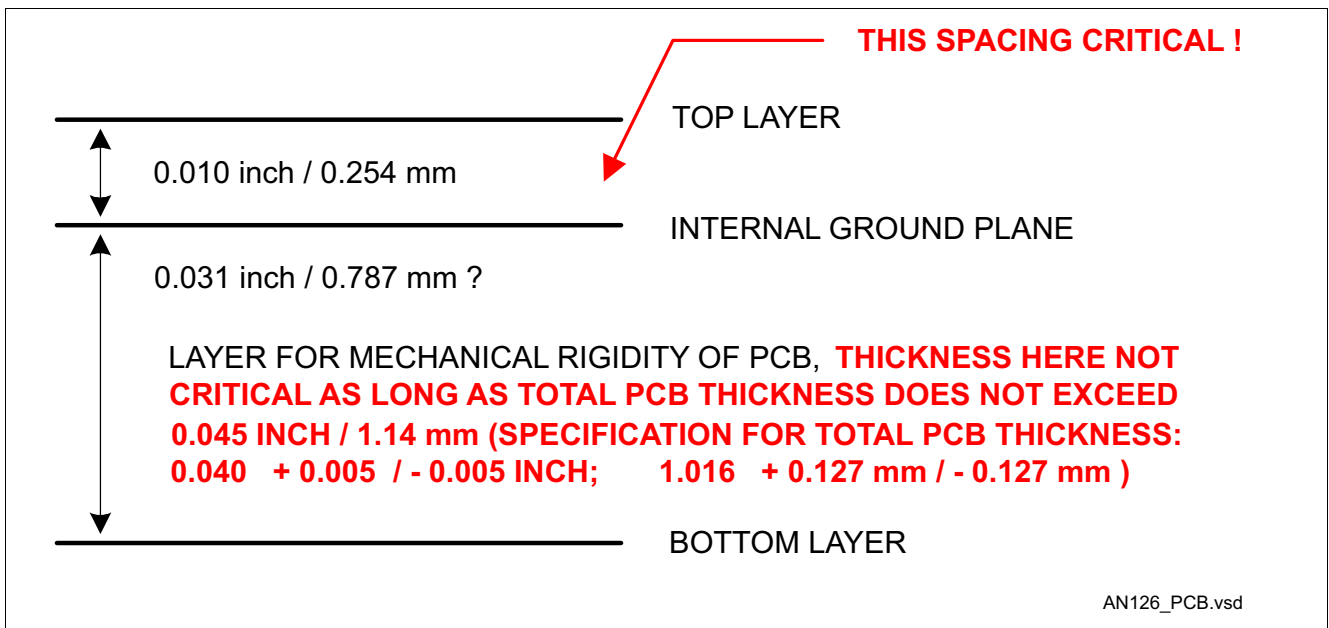 THIS SPACING CRITICAL !
TOP LAYER
0.010 inch / 0.254 mm
INTERNAL GROUND PLANE
0.031 inch / 0.787 mm ?
LAYER FOR MECHANICAL RIGIDITY OF PCB, THICKNESS HERE NOT
CRITICAL AS LONG AS TOTAL PCB THICKNESS DOES NOT EXCEED
0.045 INCH / 1.14 mm (SPECIFICATION FOR TOTAL PCB THICKNESS:
0.040 + 0.005 / - 0.005 INCH; 1.016 + 0.127 mm / - 0.127 mm )
BOTTOM LAYER
AN126_PCB.vsd